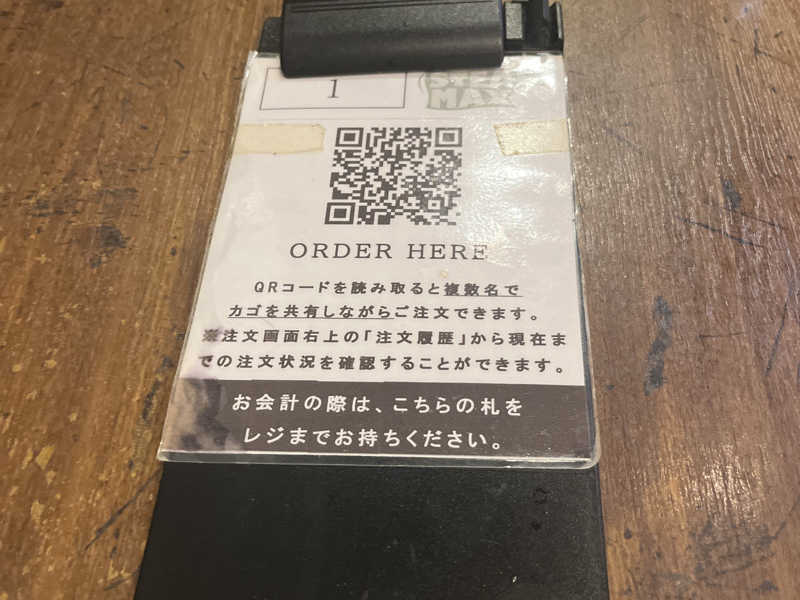 1
MAX
ORDER HERE
QRコードを読み取ると複数名で
カゴを共有しながらご注文できます。
※注文画面右上の「注文履歴」から現在ま
での注文状況を確認することができます。
お会計の際は、こちらの札を
レジまでお持ちください。